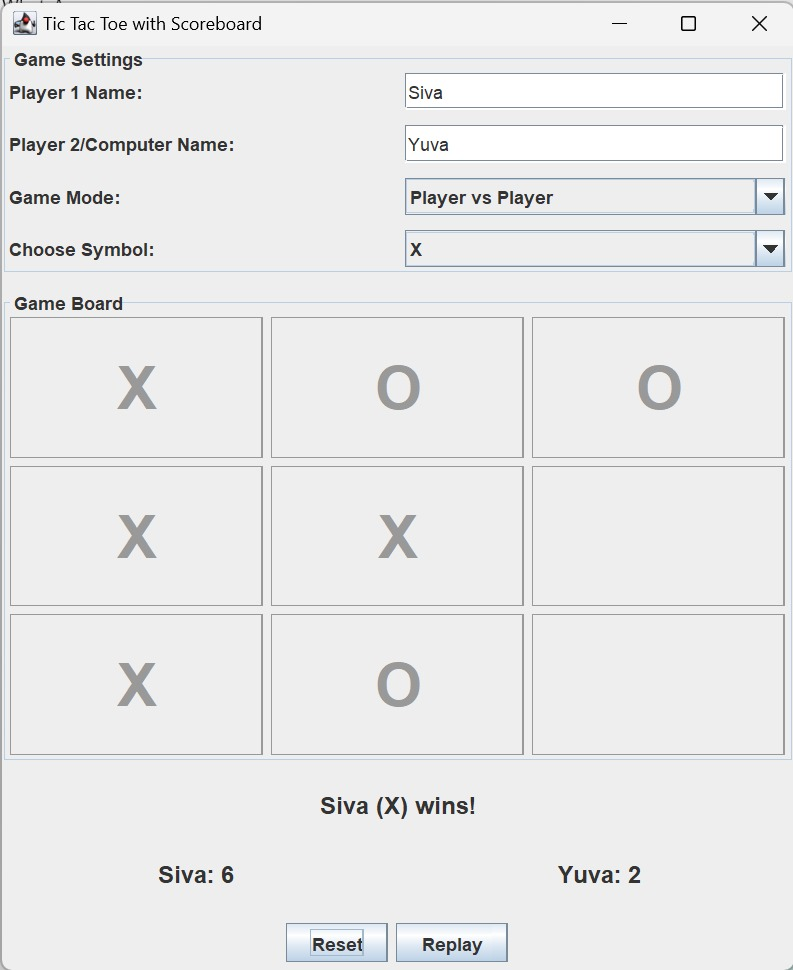 Tic Tac Toe with Scoreboard
Game Settings
Player 1 Name: Siva
Player 2/Computer Name: Yuva
Game Mode: Player vs Player
Choose Symbol: X
Game Board
X O O
X X
X O
Siva (X) wins!
Siva: 6 Yuva: 2
Reset Replay